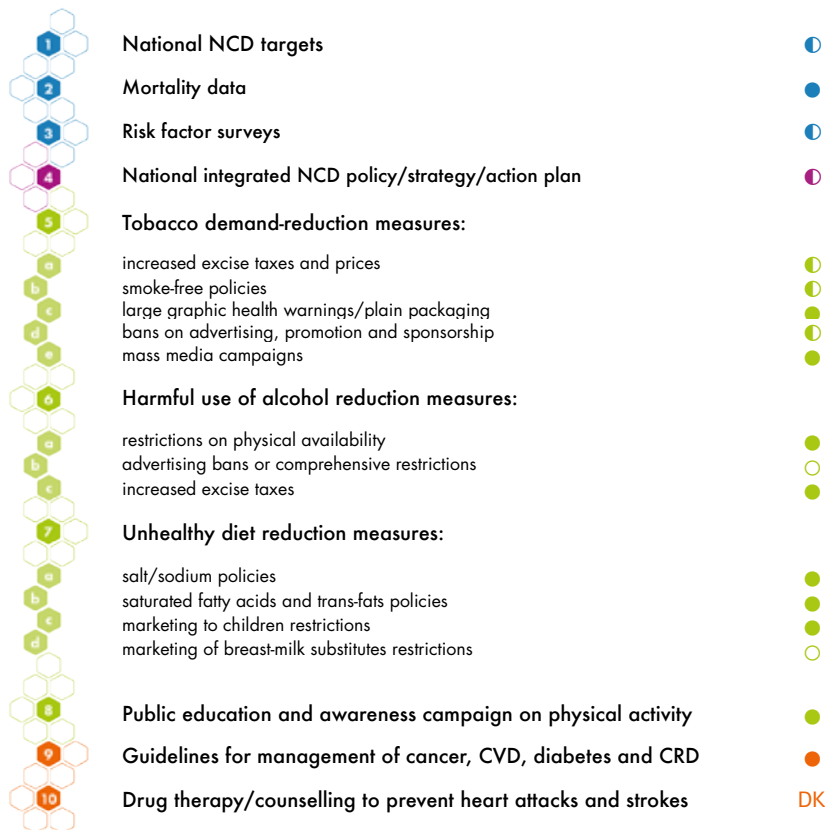 1 National NCD targets
2 Mortality data
3 Risk factor surveys
4 National integrated NCD policy/strategy/action plan
5 Tobacco demand-reduction measures:
a increased excise taxes and prices
b smoke-free policies
c large graphic health warnings/plain packaging
d bans on advertising, promotion and sponsorship
e mass media campaigns
6 Harmful use of alcohol reduction measures:
a restrictions on physical availability
b advertising bans or comprehensive restrictions
c increased excise taxes
7 Unhealthy diet reduction measures:
a salt/sodium policies
b saturated fatty acids and trans-fats policies
c marketing to children restrictions
d marketing of breast-milk substitutes restrictions
8 Public education and awareness campaign on physical activity
9 Guidelines for management of cancer, CVD, diabetes and CRD
10 Drug therapy/counselling to prevent heart attacks and strokes DK